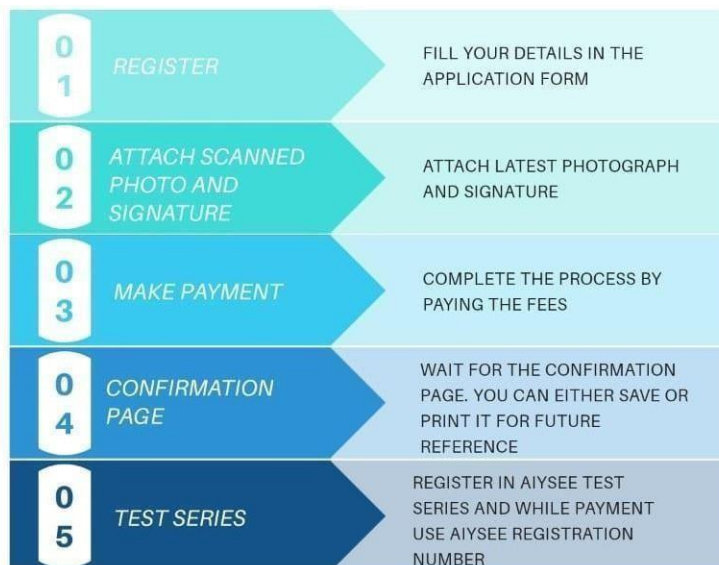 01
REGISTER
FILL YOUR DETAILS IN THE
APPLICATION FORM
02
ATTACH SCANNED
PHOTO AND
SIGNATURE
ATTACH LATEST PHOTOGRAPH
AND SIGNATURE
03
MAKE PAYMENT
COMPLETE THE PROCESS BY
PAYING THE FEES
04
CONFIRMATION
PAGE
WAIT FOR THE CONFIRMATION
PAGE. YOU CAN EITHER SAVE OR
PRINT IT FOR FUTURE
REFERENCE
05
TEST SERIES
REGISTER IN AIYSEE TEST
SERIES AND WHILE PAYMENT
USE AIYSEE REGISTRATION
NUMBER